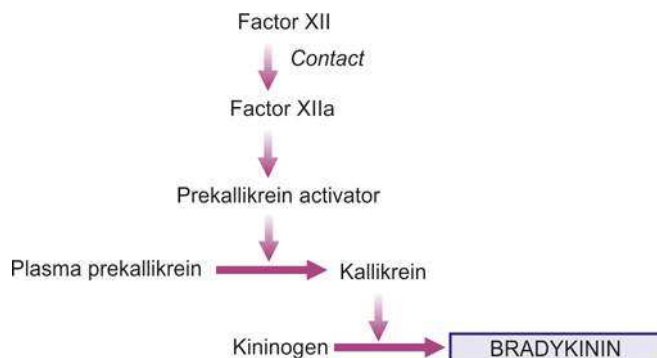 Factor XII
Contact
Factor XIIa
Prekallikrein activator
Plasma prekallikrein
Kallikrein
Kininogen
BRADYKININ